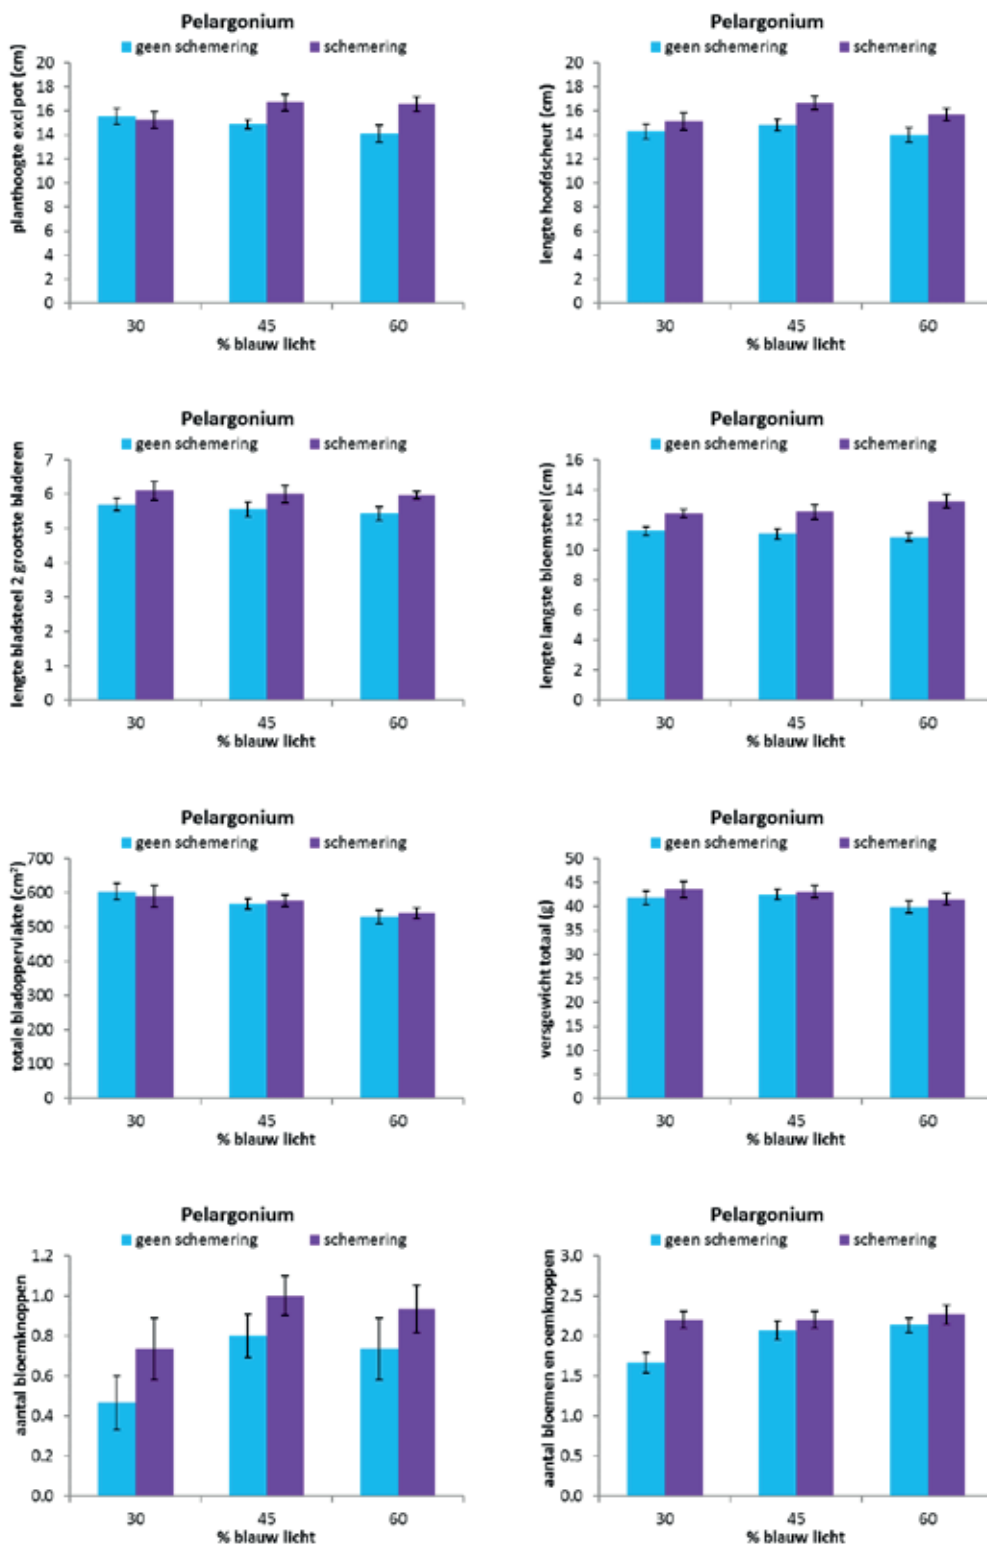 Pelargonium
geen schemering schemering
planthoogte excl pot (cm)
20
18
16
14
12
10
8
6
4
2
0
30 45 60
% blauw licht
Pelargonium
geen schemering schemering
lengte hoofdscheut (cm)
20
18
16
14
12
10
8
6
4
2
0
30 45 60
% blauw licht
Pelargonium
geen schemering schemering
lengte bladsteel 2 grootste bladeren
7
6
5
4
3
2
1
0
30 45 60
% blauw licht
Pelargonium
geen schemering schemering
lengte langste bloemsteel (cm)
16
14
12
10
8
6
4
2
0
30 45 60
% blauw licht
Pelargonium
geen schemering schemering
totale bladoppervlakte (cm²)
700
600
500
400
300
200
100
0
30 45 60
% blauw licht
Pelargonium
geen schemering schemering
versgewicht totaal (g)
50
45
40
35
30
25
20
15
10
5
0
30 45 60
% blauw licht
Pelargonium
geen schemering schemering
aantal bloemknoppen
1.2
1.0
0.8
0.6
0.4
0.2
0.0
30 45 60
% blauw licht
Pelargonium
geen schemering schemering
aantal bloemen en oemknoppen
3.0
2.5
2.0
1.5
1.0
0.5
0.0
30 45 60
% blauw licht